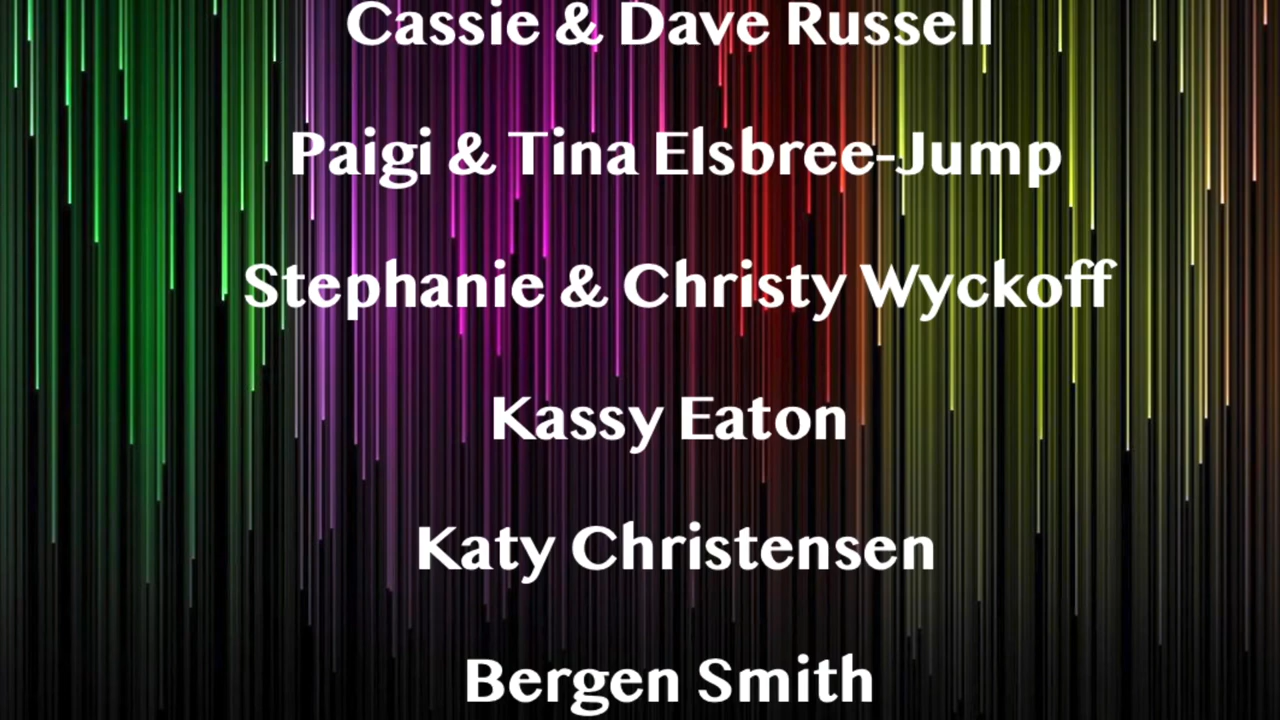 Cassie & Dave Russell
Paigi & Tina Elsbree-Jump
Stephanie & Christy Wyckoff
Kassy Eaton
Katy Christensen
Bergen Smith